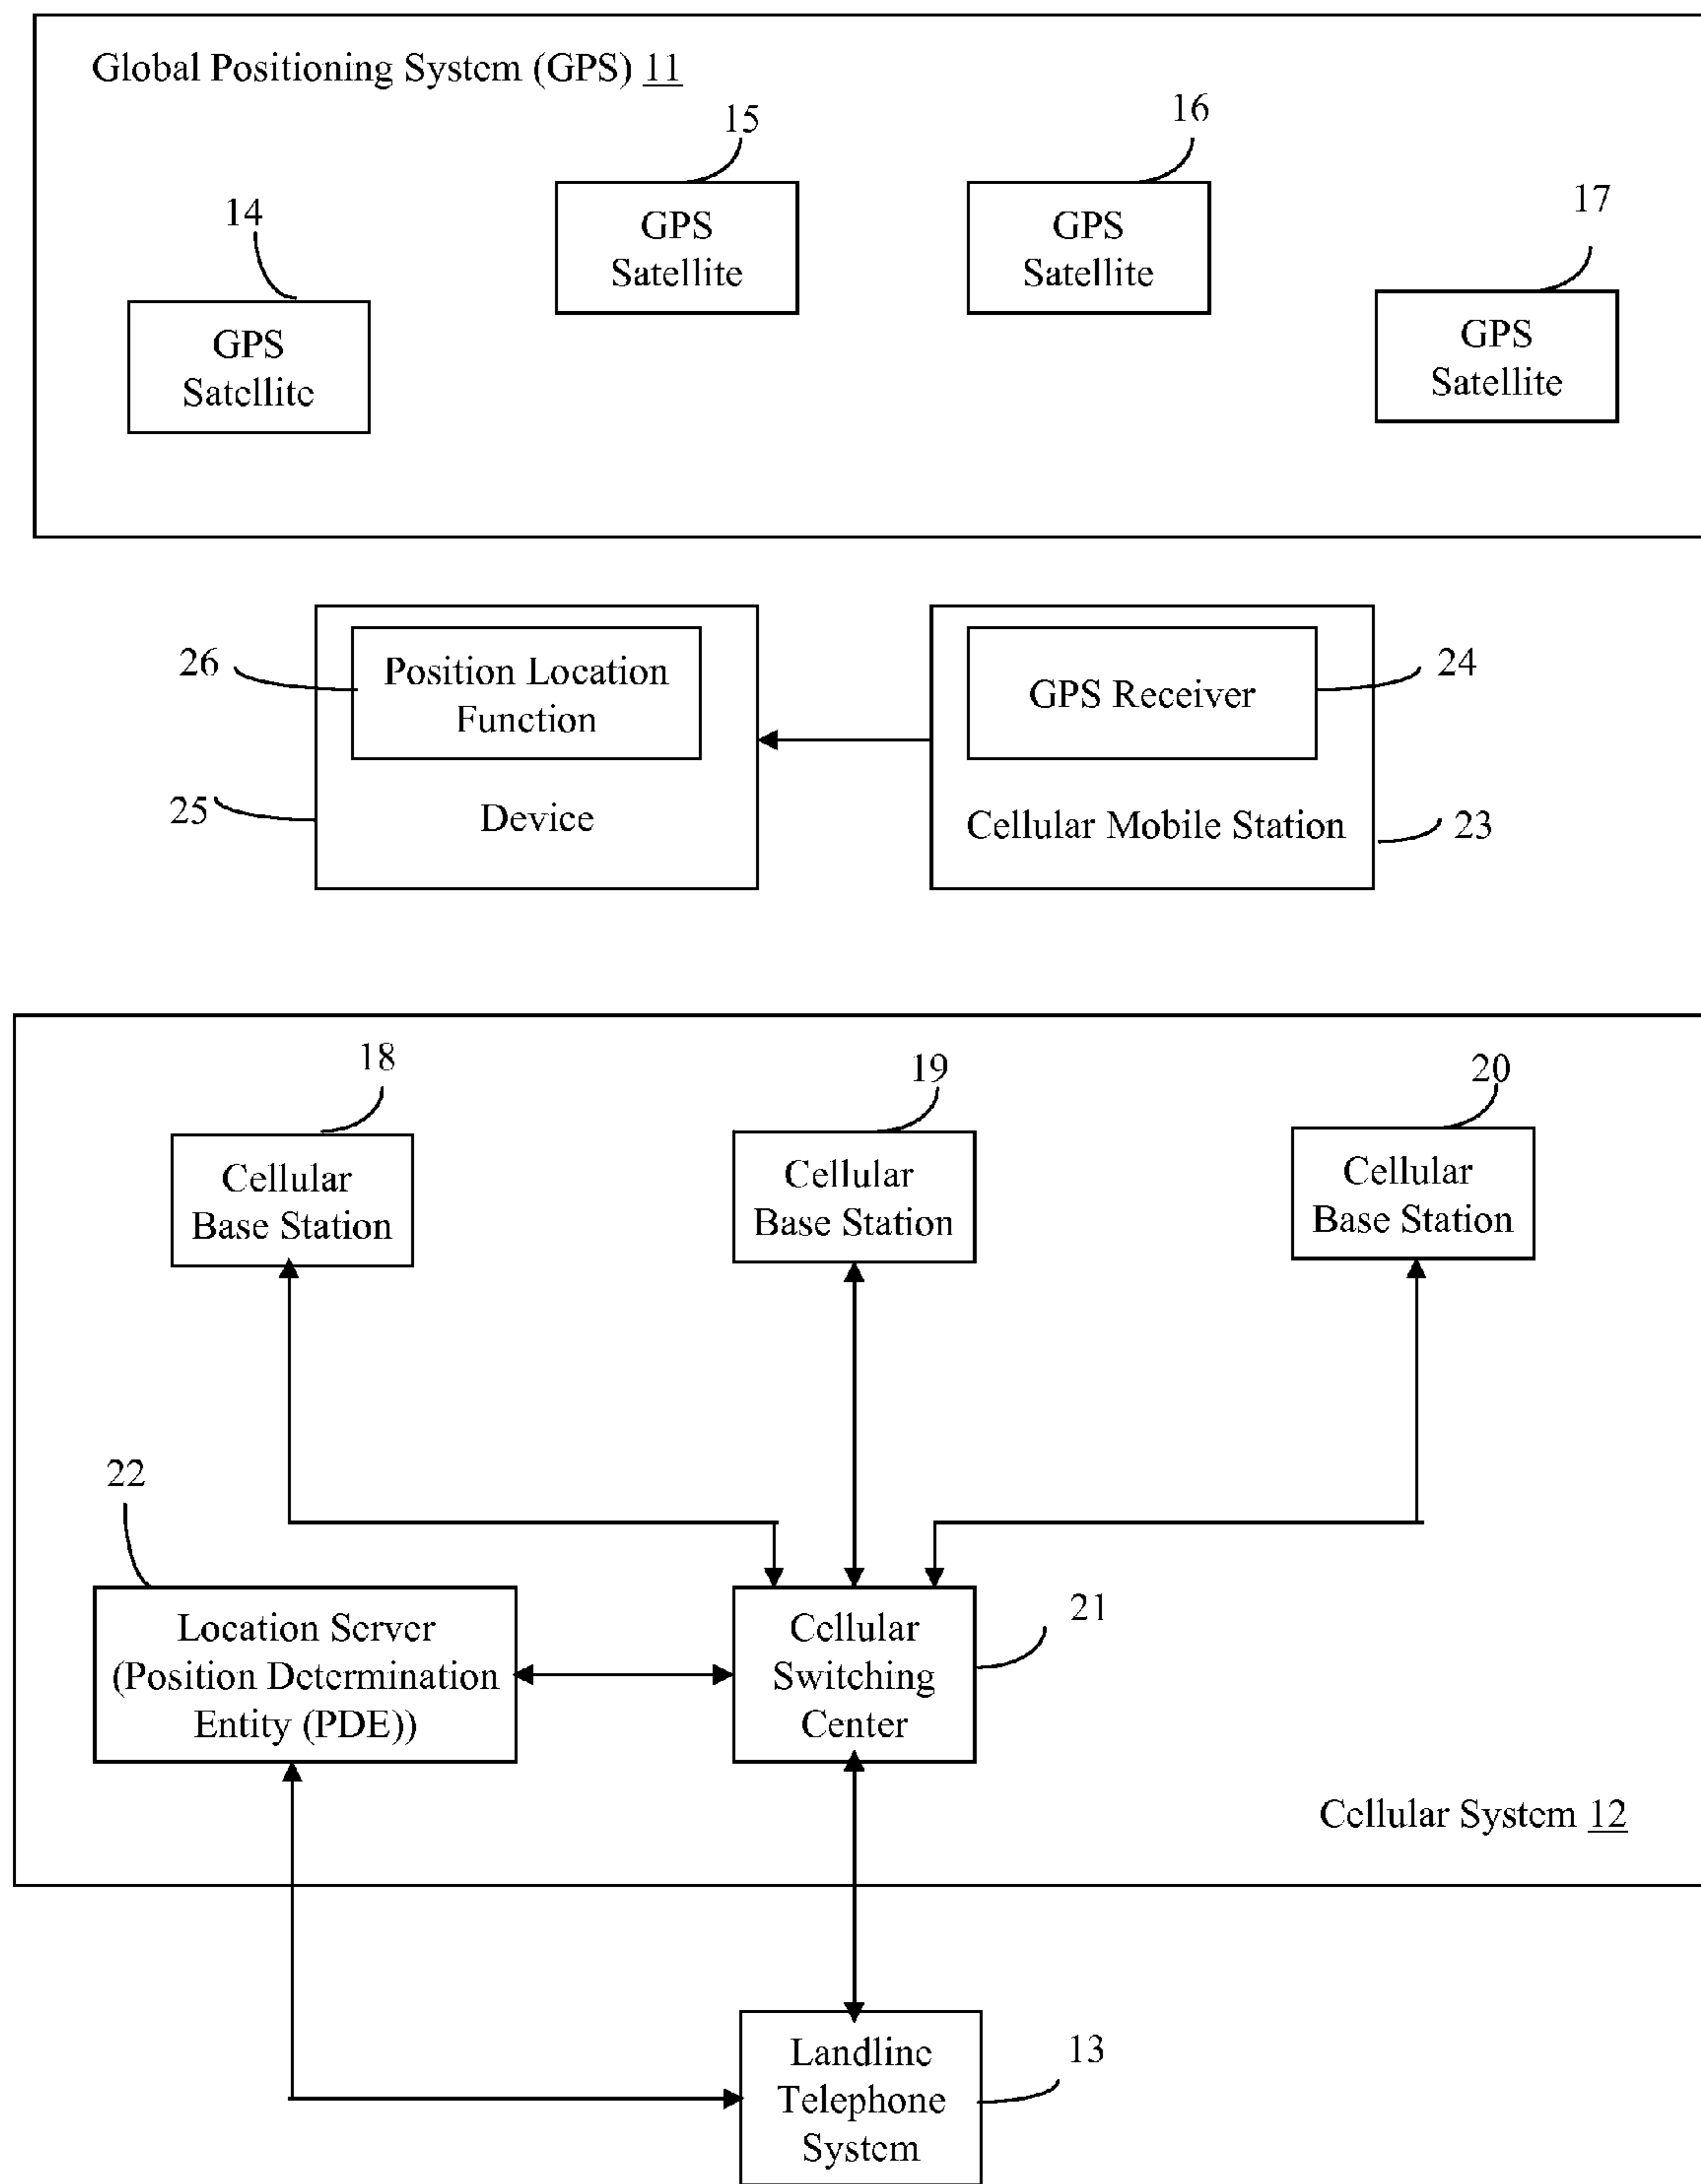 Global Positioning System (GPS) 11
15
16
14
17
GPS
Satellite
GPS
Satellite
GPS
Satellite
GPS
Satellite
26
Position Location
Function
GPS Receiver
24
25
Device
Cellular Mobile Station
23
18
19
20
Cellular
Base Station
Cellular
Base Station
Cellular
Base Station
22
Location Server
(Position Determination
Entity (PDE))
Cellular
Switching
Center
21
Cellular System 12
Landline
Telephone
System
13